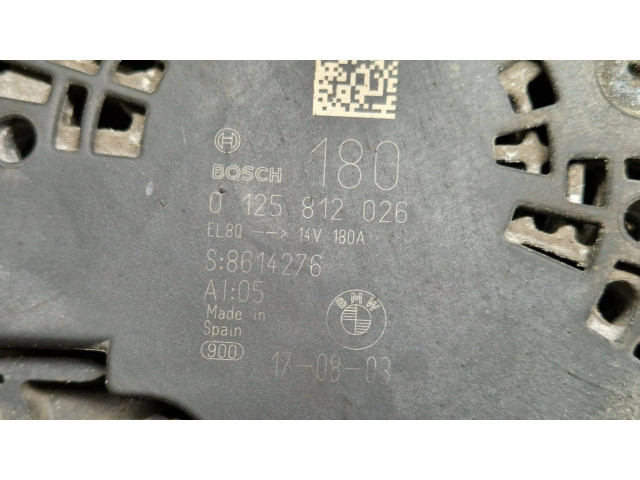 180
BOSCH
0 125 812 026
EL8Q --> 14V 180A
S:8614276
AI:05
Made in
Spain
BMW
900
17-08-03